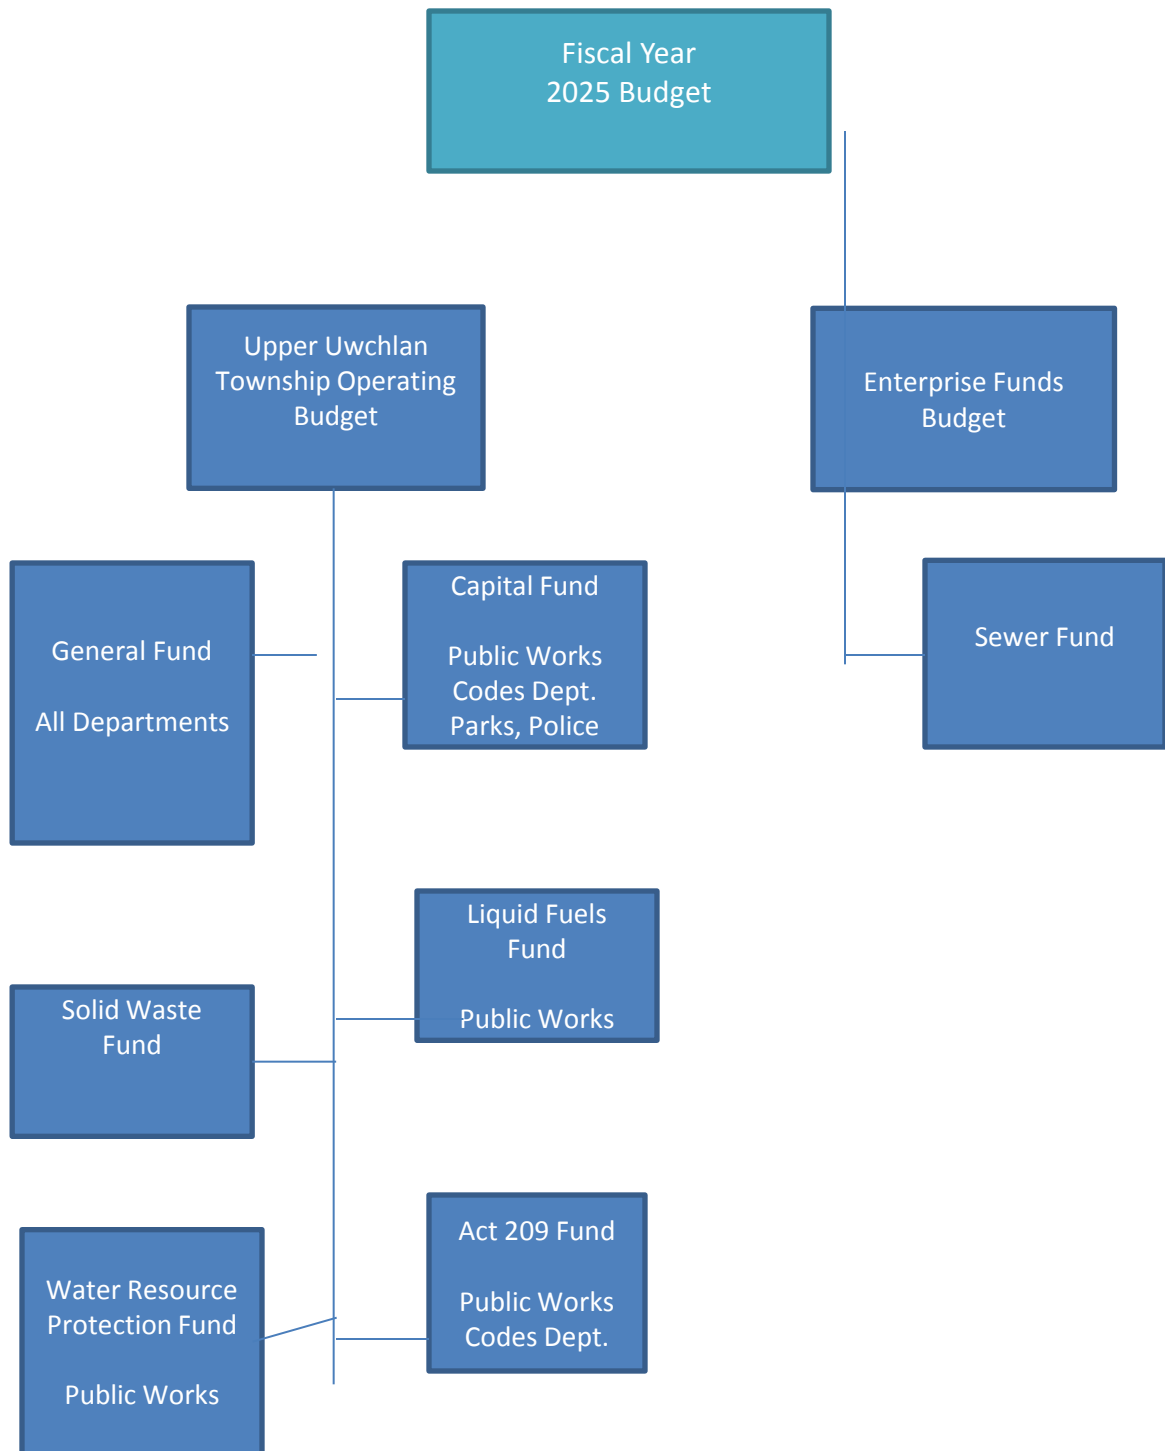 Fiscal Year
2025 Budget
Upper Uwchlan
Township Operating
Budget
Enterprise Funds
Budget
General Fund
All Departments
Capital Fund
Public Works
Codes Dept.
Parks, Police
Sewer Fund
Liquid Fuels
Fund
Public Works
Solid Waste
Fund
Act 209 Fund
Public Works
Codes Dept.
Water Resource
Protection Fund
Public Works